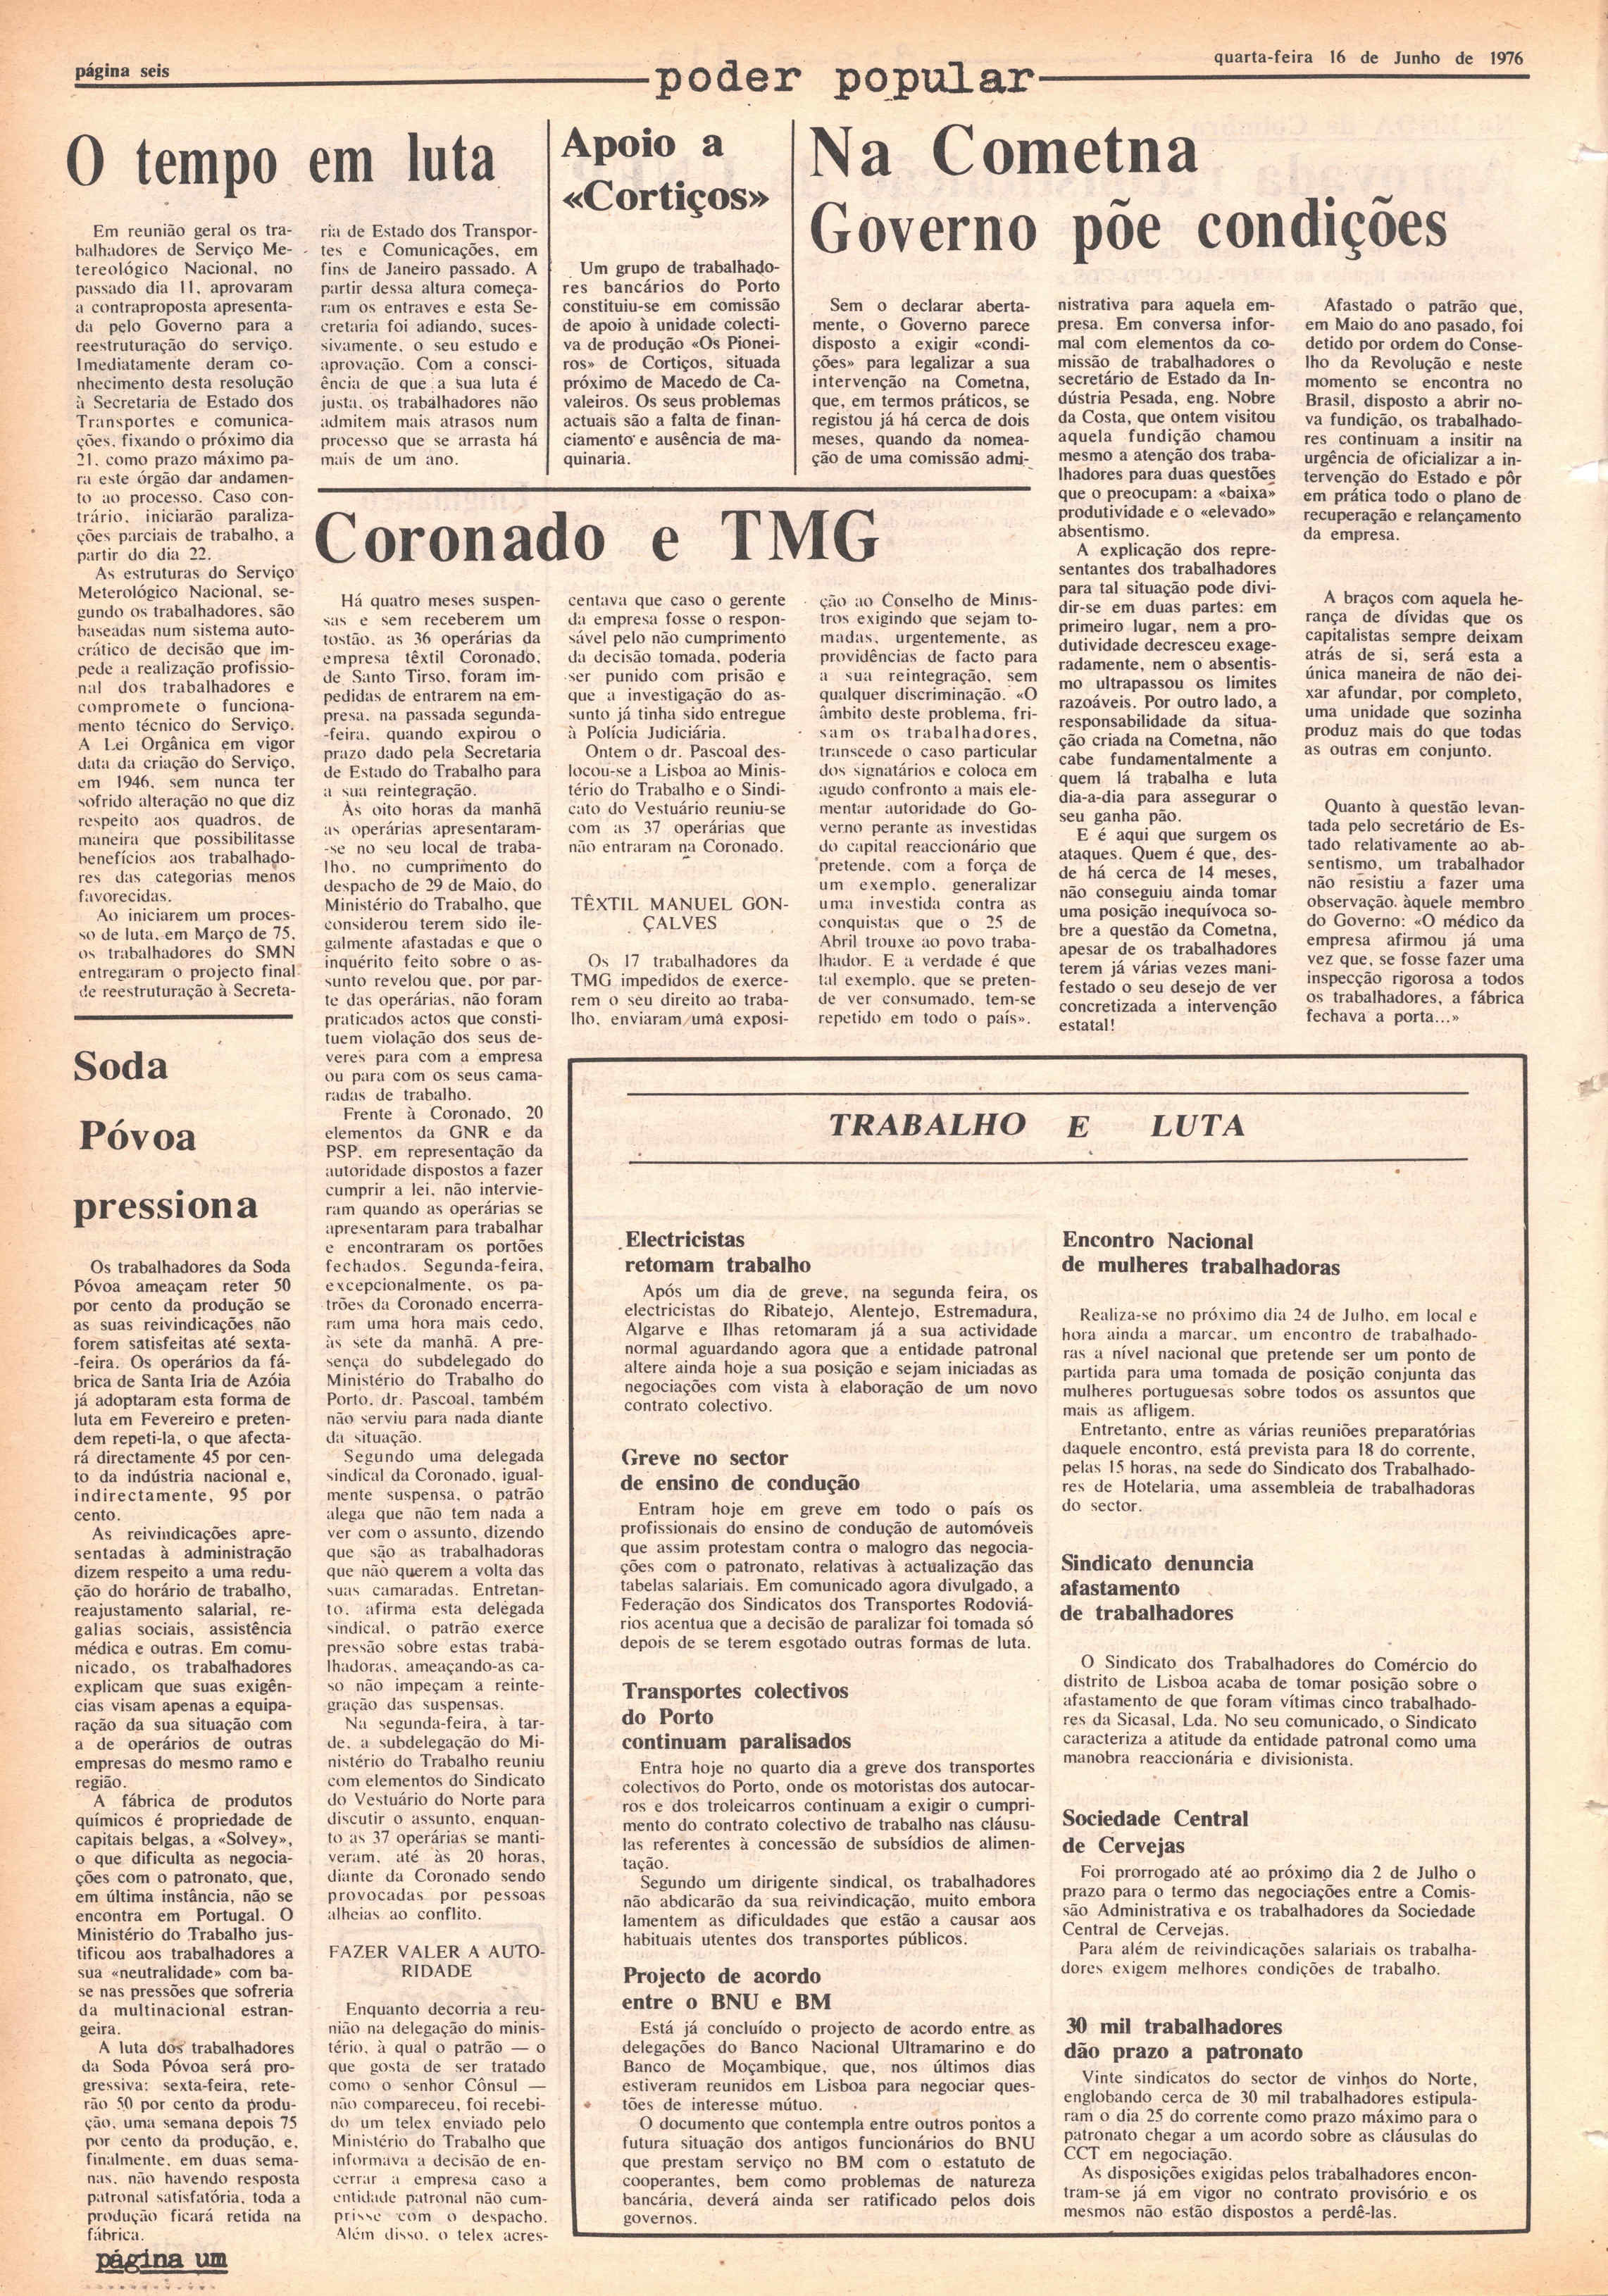 página seis
poder popular
quarta-feira 16 de Junho de 1976
O tempo em luta
Em reunião geral os tra-
balhadores de Serviço Me-
tereológico Nacional, no
passado dia 11, aprovaram
a contraproposta apresenta-
da pelo Governo para a
reestruturação do serviço.
Imediatamente deram co-
nhecimento desta resolução
à Secretaria de Estado dos
Transportes e comunica-
ções, fixando o próximo dia
21, como prazo máximo pa-
ra este órgão dar andamen-
to ao processo. Caso con-
trário, iniciarão paraliza-
ções parciais de trabalho, a
partir do dia 22.
As estruturas do Serviço
Meterológico Nacional, se-
gundo os trabalhadores, são
baseadas num sistema auto-
crático de decisão que im-
pede a realização profissio-
nal dos trabalhadores e
compromete o funciona-
mento técnico do Serviço.
A Lei Orgânica em vigor
data da criação do Serviço,
em 1946, sem nunca ter
sofrido alteração no que diz
respeito aos quadros, de
maneira que possibilitasse
benefícios aos trabalhado-
res das categorias menos
favorecidas.
Ao iniciarem um proces-
so de luta, em Março de 75,
os trabalhadores do SMN
entregaram o projecto final
de reestruturação à Secreta-
ria de Estado dos Transpor-
tes e Comunicações, em
fins de Janeiro passado. A
partir dessa altura começa-
ram os entraves e esta Se-
cretaria foi adiando, suces-
sivamente, o seu estudo e
aprovação. Com a consci-
ência de que a sua luta é
justa, os trabalhadores não
admitem mais atrasos num
processo que se arrasta há
mais de um ano.
Apoio a
«Cortiços»
Um grupo de trabalhado-
res bancários do Porto
constituiu-se em comissão
de apoio à unidade colecti-
va de produção «Os Pionei-
ros» de Cortiços, situada
próximo de Macedo de Ca-
valeiros. Os seus problemas
actuais são a falta de finan-
ciamento e ausência de ma-
quinaria.
Na Cometna
Governo põe condições
Sem o declarar aberta-
mente, o Governo parece
disposto a exigir «condi-
ções» para legalizar a sua
intervenção na Cometna,
que, em termos práticos, se
registou já há cerca de dois
meses, quando da nomea-
ção de uma comissão admi-
nistrativa para aquela em-
presa. Em conversa infor-
mal com elementos da co-
missão de trabalhadores o
secretário de Estado da In-
dústria Pesada, eng. Nobre
da Costa, que ontem visitou
aquela fundição chamou
mesmo a atenção dos traba-
lhadores para duas questões
que o preocupam: a «baixa»
produtividade e o «elevado»
absentismo.
A explicação dos repre-
sentantes dos trabalhadores
para tal situação pode divi-
dir-se em duas partes: em
primeiro lugar, nem a pro-
dutividade decresceu exage-
radamente, nem o absentis-
mo ultrapassou os limites
razoáveis. Por outro lado, a
responsabilidade da situa-
ção criada na Cometna, não
cabe fundamentalmente a
quem lá trabalha e luta
dia-a-dia para assegurar o
seu ganha pão.
E é aqui que surgem os
ataques. Quem é que, des-
de há cerca de 14 meses,
não conseguiu ainda tomar
uma posição inequívoca so-
bre a questão da Cometna,
apesar de os trabalhadores
terem já várias vezes mani-
festado o seu desejo de ver
concretizada a intervenção
estatal!
Afastado o patrão que,
em Maio do ano passado, foi
detido por ordem do Conse-
lho da Revolução e neste
momento se encontra no
Brasil, disposto a abrir no-
va fundição, os trabalhado-
res continuam a insitir na
urgência de oficializar a in-
tervenção do Estado e pôr
em prática todo o plano de
recuperação e relançamento
da empresa.
A braços com aquela he-
rança de dívidas que os
capitalistas sempre deixam
atrás de si, será esta a
única maneira de não dei-
xar afundar, por completo,
uma unidade que sozinha
produz mais do que todas
as outras em conjunto.
Quanto à questão levan-
tada pelo secretário de Es-
tado relativamente ao ab-
sentismo, um trabalhador
não resistiu a fazer uma
observação àquele membro
do Governo: «O médico da
empresa afirmou já uma
vez que, se fosse fazer uma
inspecção rigorosa a todos
os trabalhadores, a fábrica
fechava a porta...»
Coronado e TMG
Há quatro meses suspen-
sas e sem receberem um
tostão, as 36 operárias da
empresa têxtil Coronado,
de Santo Tirso, foram im-
pedidas de entrarem na em-
presa, na passada segunda-
-feira, quando expirou o
prazo dado pela Secretaria
de Estado do Trabalho para
a sua reintegração.
Às oito horas da manhã
as operárias apresentaram-
-se no seu local de traba-
lho, no cumprimento do
despacho de 29 de Maio, do
Ministério do Trabalho, que
considerou terem sido ile-
galmente afastadas e que o
inquérito feito sobre o as-
sunto revelou que, por par-
te das operárias, não foram
praticados actos que consti-
tuem violação dos seus de-
veres para com a empresa
ou para com os seus cama-
radas de trabalho.
Frente à Coronado, 20
elementos da GNR e da
PSP, em representação da
autoridade dispostos a fazer
cumprir a lei, não intervie-
ram quando as operárias se
apresentaram para trabalhar
e encontraram os portões
fechados. Segunda-feira,
excepcionalmente, os pa-
trões da Coronado encerra-
ram uma hora mais cedo,
às sete da manhã. A pre-
sença do subdelegado do
Ministério do Trabalho do
Porto, dr. Pascoal, também
não serviu para nada diante
da situação.
Segundo uma delegada
sindical da Coronado, igual-
mente suspensa, o patrão
alega que não tem nada a
ver com o assunto, dizendo
que são as trabalhadoras
que não querem a volta das
suas camaradas. Entretan-
to, afirma esta delegada
sindical, o patrão exerce
pressão sobre estas traba-
lhadoras, ameaçando-as ca-
so não impeçam a reinte-
gração das suspensas.
Na segunda-feira, à tar-
de, a subdelegação do Mi-
nistério do Trabalho reuniu
com elementos do Sindicato
do Vestuário do Norte para
discutir o assunto, enquan-
to as 37 operárias se manti-
veram, até às 20 horas,
diante da Coronado sendo
provocadas por pessoas
alheias ao conflito.
FAZER VALER A AUTO-
RIDADE
Enquanto decorria a reu-
nião na delegação do minis-
tério, à qual o patrão — o
que gosta de ser tratado
como o senhor Cônsul —
não compareceu, foi recebi-
do um telex enviado pelo
Ministério do Trabalho que
informava a decisão de en-
cerrar a empresa caso a
entidade patronal não cum-
prisse com o despacho.
Além disso, o telex acres-
centava que caso o gerente
da empresa fosse o respon-
sável pelo não cumprimento
da decisão tomada, poderia
ser punido com prisão e
que a investigação do as-
sunto já tinha sido entregue
à Polícia Judiciária.
Ontem o dr. Pascoal des-
locou-se a Lisboa ao Minis-
tério do Trabalho e o Sindi-
cato do Vestuário reuniu-se
com as 37 operárias que
não entraram na Coronado.
TÊXTIL MANUEL GON-
ÇALVES
Os 17 trabalhadores da
TMG impedidos de exerce-
rem o seu direito ao traba-
lho, enviaram uma exposi-
ção ao Conselho de Minis-
tros exigindo que sejam to-
madas, urgentemente, as
providências de facto para
a sua reintegração, sem
qualquer discriminação. «O
âmbito deste problema, fri-
sam os trabalhadores,
transcede o caso particular
dos signatários e coloca em
agudo confronto a mais ele-
mentar autoridade do Go-
verno perante as investidas
do capital reaccionário que
pretende, com a força de
um exemplo, generalizar
uma investida contra as
conquistas que o 25 de
Abril trouxe ao povo traba-
lhador. E a verdade é que
tal exemplo, que se preten-
de ver consumado, tem-se
repetido em todo o país».
Soda
Póvoa
pressiona
Os trabalhadores da Soda
Póvoa ameaçam reter 50
por cento da produção se
as suas reivindicações não
forem satisfeitas até sexta-
-feira. Os operários da fá-
brica de Santa Iria de Azóia
já adoptaram esta forma de
luta em Fevereiro e preten-
dem repeti-la, o que afecta-
rá directamente 45 por cen-
to da indústria nacional e,
indirectamente, 95 por
cento.
As reivindicações apre-
sentadas à administração
dizem respeito a uma redu-
ção do horário de trabalho,
reajustamento salarial, re-
galias sociais, assistência
médica e outras. Em comu-
nicado, os trabalhadores
explicam que suas exigên-
cias visam apenas a equipa-
ração da sua situação com
a de operários de outras
empresas do mesmo ramo e
região.
A fábrica de produtos
químicos é propriedade de
capitais belgas, a «Solvey»,
o que dificulta as negocia-
ções com o patronato, que,
em última instância, não se
encontra em Portugal. O
Ministério do Trabalho jus-
tificou aos trabalhadores a
sua «neutralidade» com ba-
se nas pressões que sofreria
da multinacional estran-
geira.
A luta dos trabalhadores
da Soda Póvoa será pro-
gressiva: sexta-feira, rete-
rão 50 por cento da produ-
ção, uma semana depois 75
por cento da produção, e,
finalmente, em duas sema-
nas, não havendo resposta
patronal satisfatória, toda a
produção ficará retida na
fábrica.
TRABALHO E LUTA
Electricistas
retomam trabalho
Após um dia de greve, na segunda feira, os
electricistas do Ribatejo, Alentejo, Estremadura,
Algarve e Ilhas retomaram já a sua actividade
normal aguardando agora que a entidade patronal
altere ainda hoje a sua posição e sejam iniciadas as
negociações com vista à elaboração de um novo
contrato colectivo.
Greve no sector
de ensino de condução
Entram hoje em greve em todo o país os
profissionais do ensino de condução de automóveis
que assim protestam contra o malogro das negocia-
ções com o patronato, relativas à actualização das
tabelas salariais. Em comunicado agora divulgado, a
Federação dos Sindicatos dos Transportes Rodoviá-
rios acentua que a decisão de paralizar foi tomada só
depois de se terem esgotado outras formas de luta.
Transportes colectivos
do Porto
continuam paralisados
Entra hoje no quarto dia a greve dos transportes
colectivos do Porto, onde os motoristas dos autocar-
ros e dos troleicarros continuam a exigir o cumpri-
mento do contrato colectivo de trabalho nas cláusu-
las referentes à concessão de subsídios de alimen-
tação.
Segundo um dirigente sindical, os trabalhadores
não abdicarão da sua reivindicação, muito embora
lamentem as dificuldades que estão a causar aos
habituais utentes dos transportes públicos.
Projecto de acordo
entre o BNU e BM
Está já concluído o projecto de acordo entre as
delegações do Banco Nacional Ultramarino e do
Banco de Moçambique, que, nos últimos dias
estiveram reunidos em Lisboa para negociar ques-
tões de interesse mútuo.
O documento que contempla entre outros pontos a
futura situação dos antigos funcionários do BNU
que prestam serviço no BM com o estatuto de
cooperantes, bem como problemas de natureza
bancária, deverá ainda ser ratificado pelos dois
governos.
Encontro Nacional
de mulheres trabalhadoras
Realiza-se no próximo dia 24 de Julho, em local e
hora ainda a marcar, um encontro de trabalhado-
ras a nível nacional que pretende ser um ponto de
partida para uma tomada de posição conjunta das
mulheres portuguesas sobre todos os assuntos que
mais as afligem.
Entretanto, entre as várias reuniões preparatórias
daquele encontro, está prevista para 18 do corrente,
pelas 15 horas, na sede do Sindicato dos Trabalhado-
res de Hotelaria, uma assembleia de trabalhadoras
do sector.
Sindicato denuncia
afastamento
de trabalhadores
O Sindicato dos Trabalhadores do Comércio do
distrito de Lisboa acaba de tomar posição sobre o
afastamento de que foram vítimas cinco trabalhado-
res da Sicasal, Lda. No seu comunicado, o Sindicato
caracteriza a atitude da entidade patronal como uma
manobra reaccionária e divisionista.
Sociedade Central
de Cervejas
Foi prorrogado até ao próximo dia 2 de Julho o
prazo para o termo das negociações entre a Comis-
são Administrativa e os trabalhadores da Sociedade
Central de Cervejas.
Para além de reivindicações salariais os trabalha-
dores exigem melhores condições de trabalho.
30 mil trabalhadores
dão prazo a patronato
Vinte sindicatos do sector de vinhos do Norte,
englobando cerca de 30 mil trabalhadores estipula-
ram o dia 25 do corrente como prazo máximo para o
patronato chegar a um acordo sobre as cláusulas do
CCT em negociação.
As disposições exigidas pelos trabalhadores encon-
tram-se já em vigor no contrato provisório e os
mesmos não estão dispostos a perdê-las.
página um